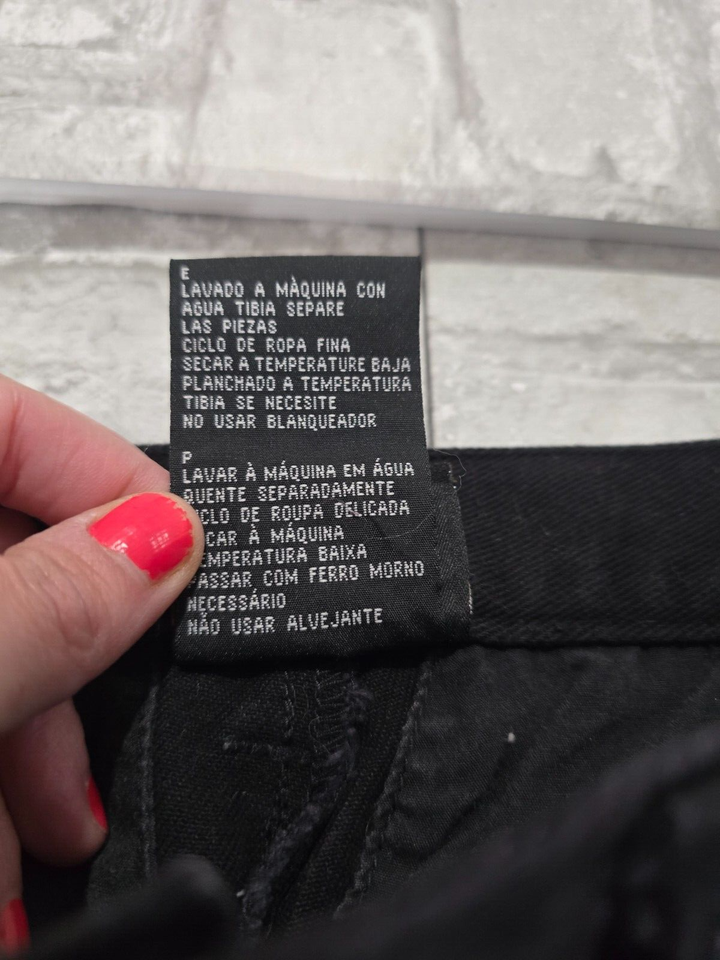 E
LAVADO A MÀQUINA CON
AGUA TIBIA SEPARE
LAS PIEZAS
CICLO DE ROPA FINA
SECAR A TEMPERATURE BAJA
PLANCHADO A TEMPERATURA
TIBIA SE NECESITE
NO USAR BLANQUEADOR
P
LAVAR À MÁQUINA EM ÁGUA
QUENTE SEPARADAMENTE
CICLO DE ROUPA DELICADA
SECAR À MÁQUINA
TEMPERATURA BAIXA
PASSAR COM FERRO MORNO
NECESSÁRIO
NÃO USAR ALVEJANTE